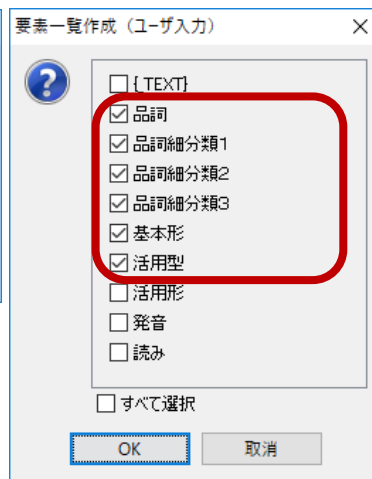 要素一覧作成（ユーザ入力）
{_TEXT}
品詞
品詞細分類1
品詞細分類2
品詞細分類3
基本形
活用型
活用形
発音
読み
すべて選択
OK 取消